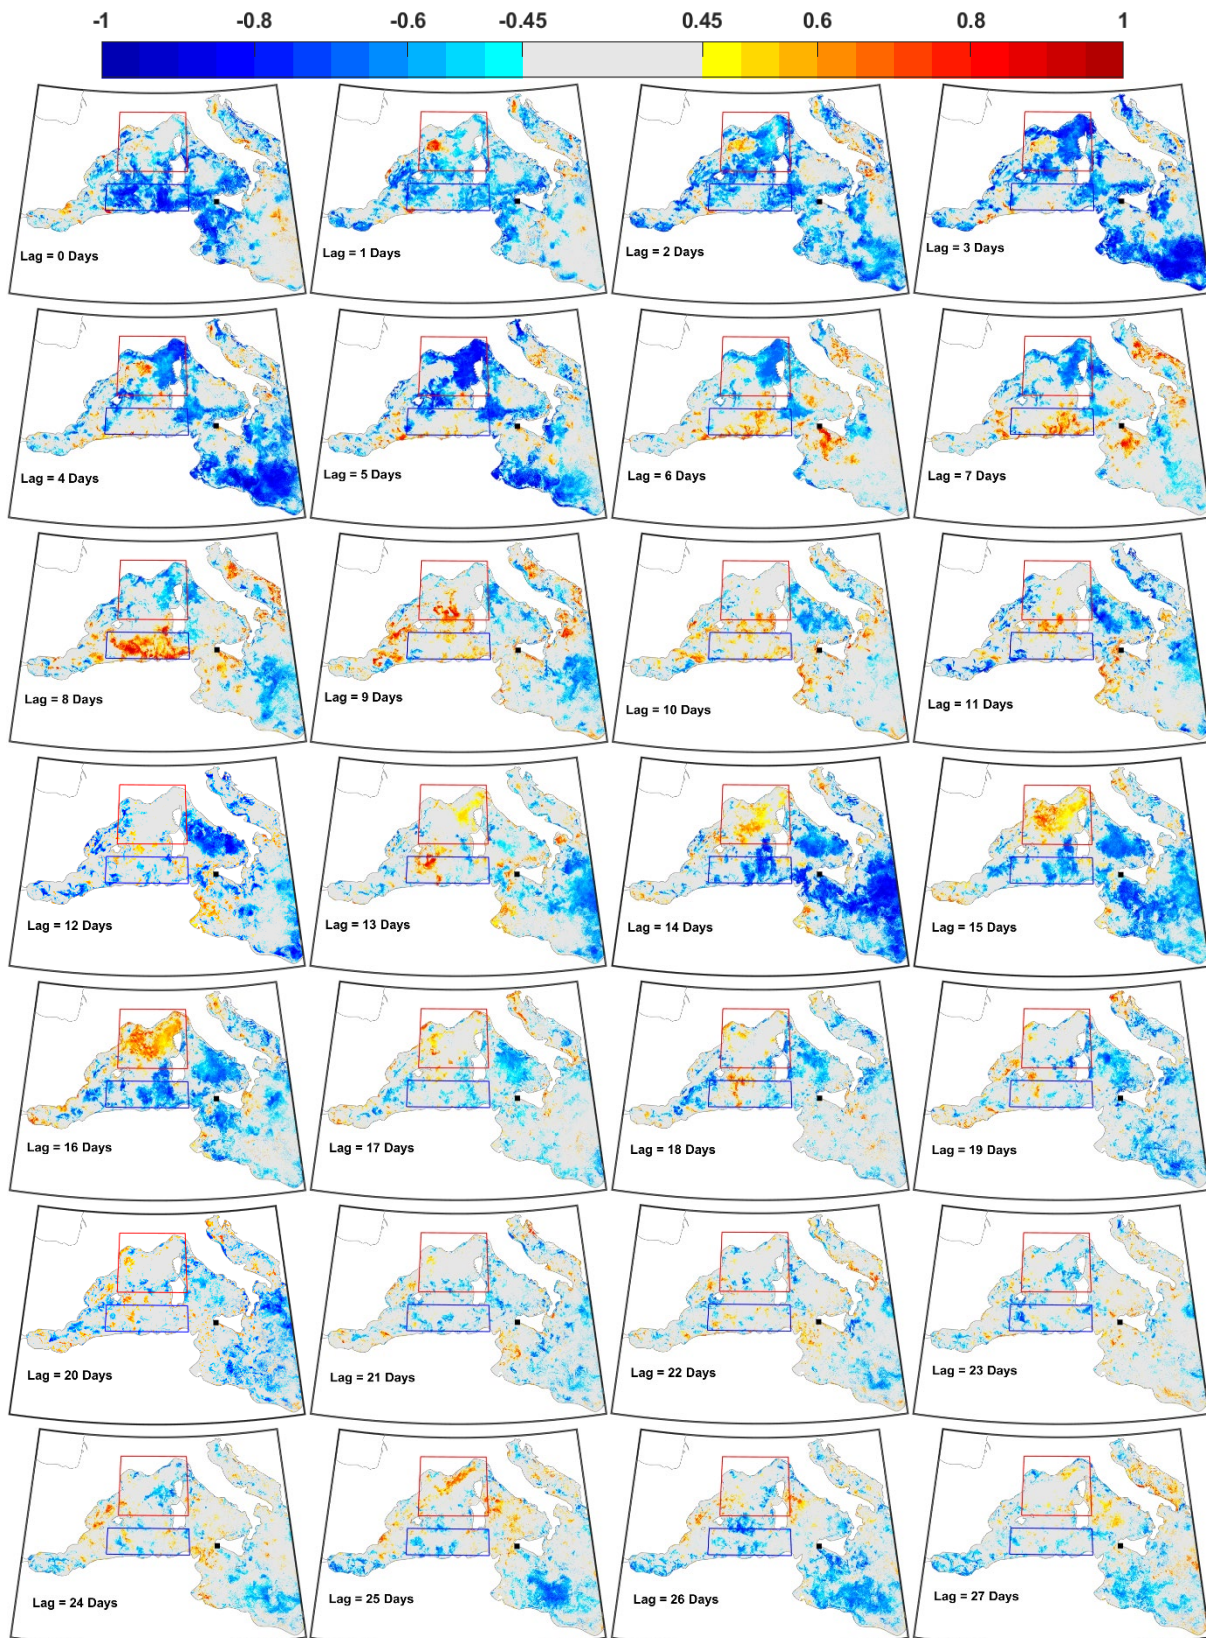 -1 -0.8 -0.6 -0.45 0.45 0.6 0.8 1
Lag = 0 Days
Lag = 1 Days
Lag = 2 Days
Lag = 3 Days
Lag = 4 Days
Lag = 5 Days
Lag = 6 Days
Lag = 7 Days
Lag = 8 Days
Lag = 9 Days
Lag = 10 Days
Lag = 11 Days
Lag = 12 Days
Lag = 13 Days
Lag = 14 Days
Lag = 15 Days
Lag = 16 Days
Lag = 17 Days
Lag = 18 Days
Lag = 19 Days
Lag = 20 Days
Lag = 21 Days
Lag = 22 Days
Lag = 23 Days
Lag = 24 Days
Lag = 25 Days
Lag = 26 Days
Lag = 27 Days